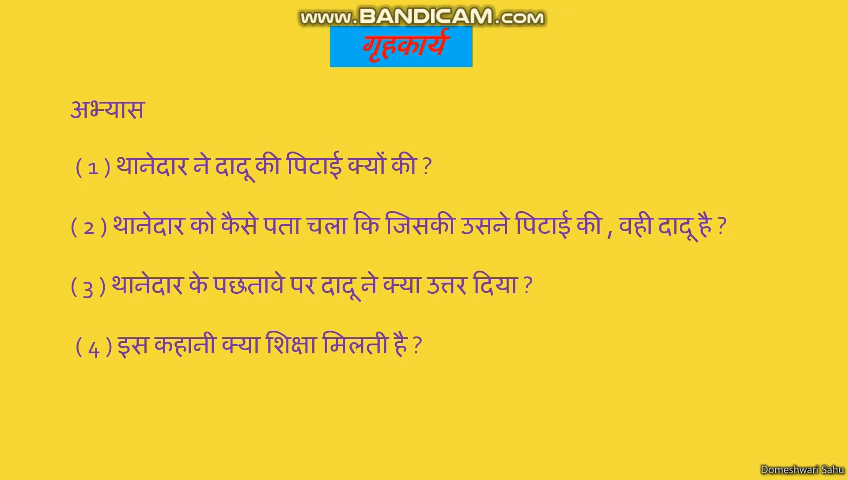 www.BANDICAM.com
गृहकार्य
अभ्यास
( 1 ) थानेदार ने दादू की पिटाई क्यों की ?
( 2 ) थानेदार को कैसे पता चला कि जिसकी उसने पिटाई की , वही दादू है ?
( 3 ) थानेदार के पछतावे पर दादू ने क्या उत्तर दिया ?
( 4 ) इस कहानी क्या शिक्षा मिलती है ?
Domeshwari Sahu